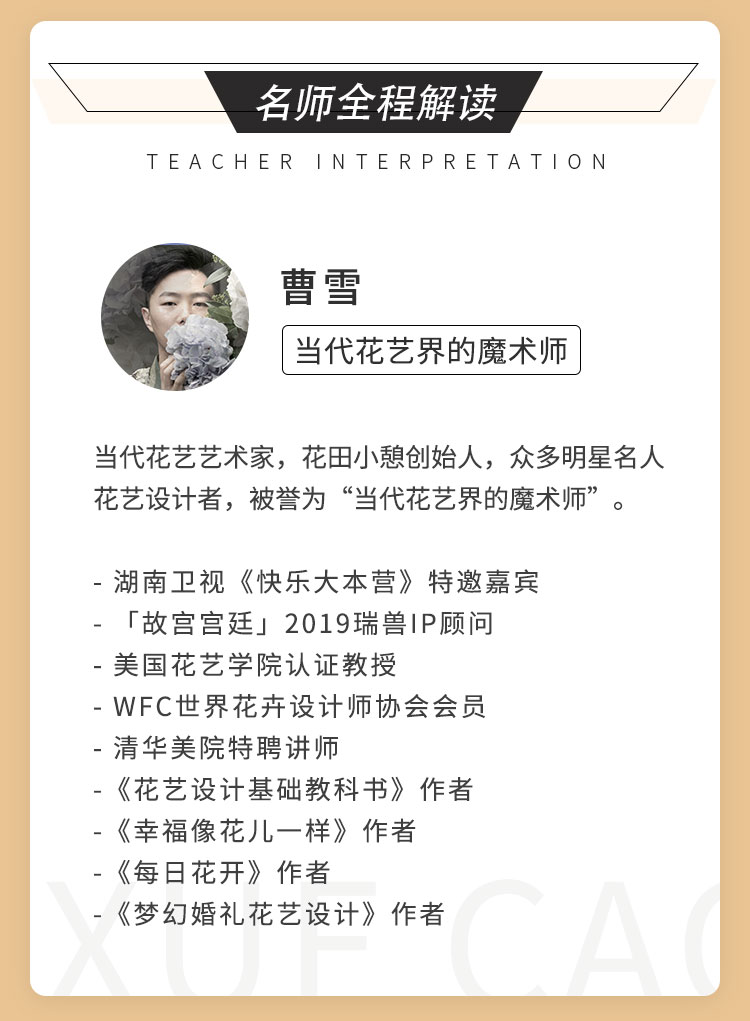 名师全程解读
TEACHER INTERPRETATION
曹雪
当代花艺界的魔术师
当代花艺艺术家，花田小憩创始人，众多明星名人
花艺设计者，被誉为“当代花艺界的魔术师”。
- 湖南卫视《快乐大本营》特邀嘉宾
- 「故宫宫廷」2019瑞兽IP顾问
- 美国花艺学院认证教授
- WFC世界花卉设计师协会会员
- 清华美院特聘讲师
-《花艺设计基础教科书》作者
-《幸福像花儿一样》作者
-《每日花开》作者
-《梦幻婚礼花艺设计》作者
XUE CAO